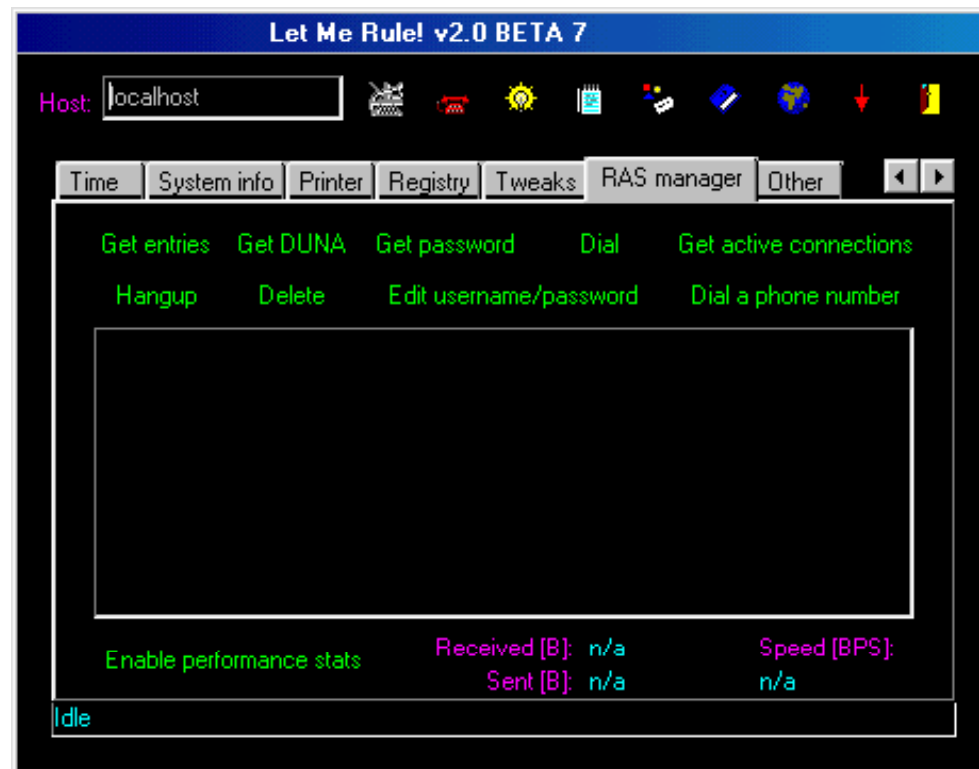 Let Me Rule! v2.0 BETA 7
Host: localhost
Time System info Printer Registry Tweaks RAS manager Other
Get entries Get DUNA Get password Dial Get active connections
Hangup Delete Edit username/password Dial a phone number
Enable performance stats Received [B]: n/a Speed [BPS]:
Sent [B]: n/a n/a
Idle